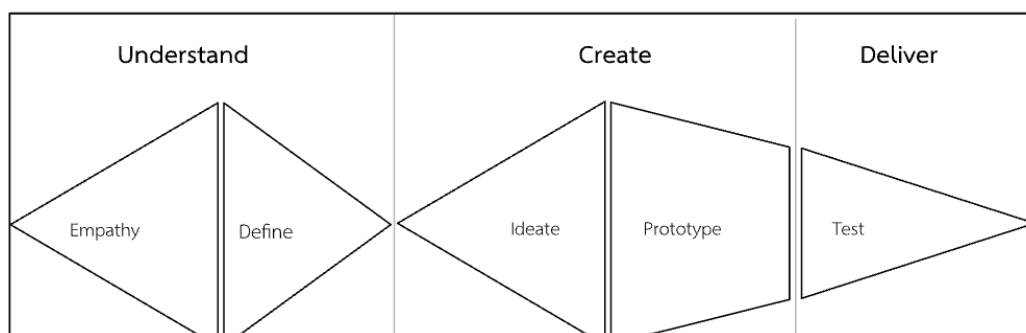 Understand
Create
Deliver
Empathy
Define
Ideate
Prototype
Test